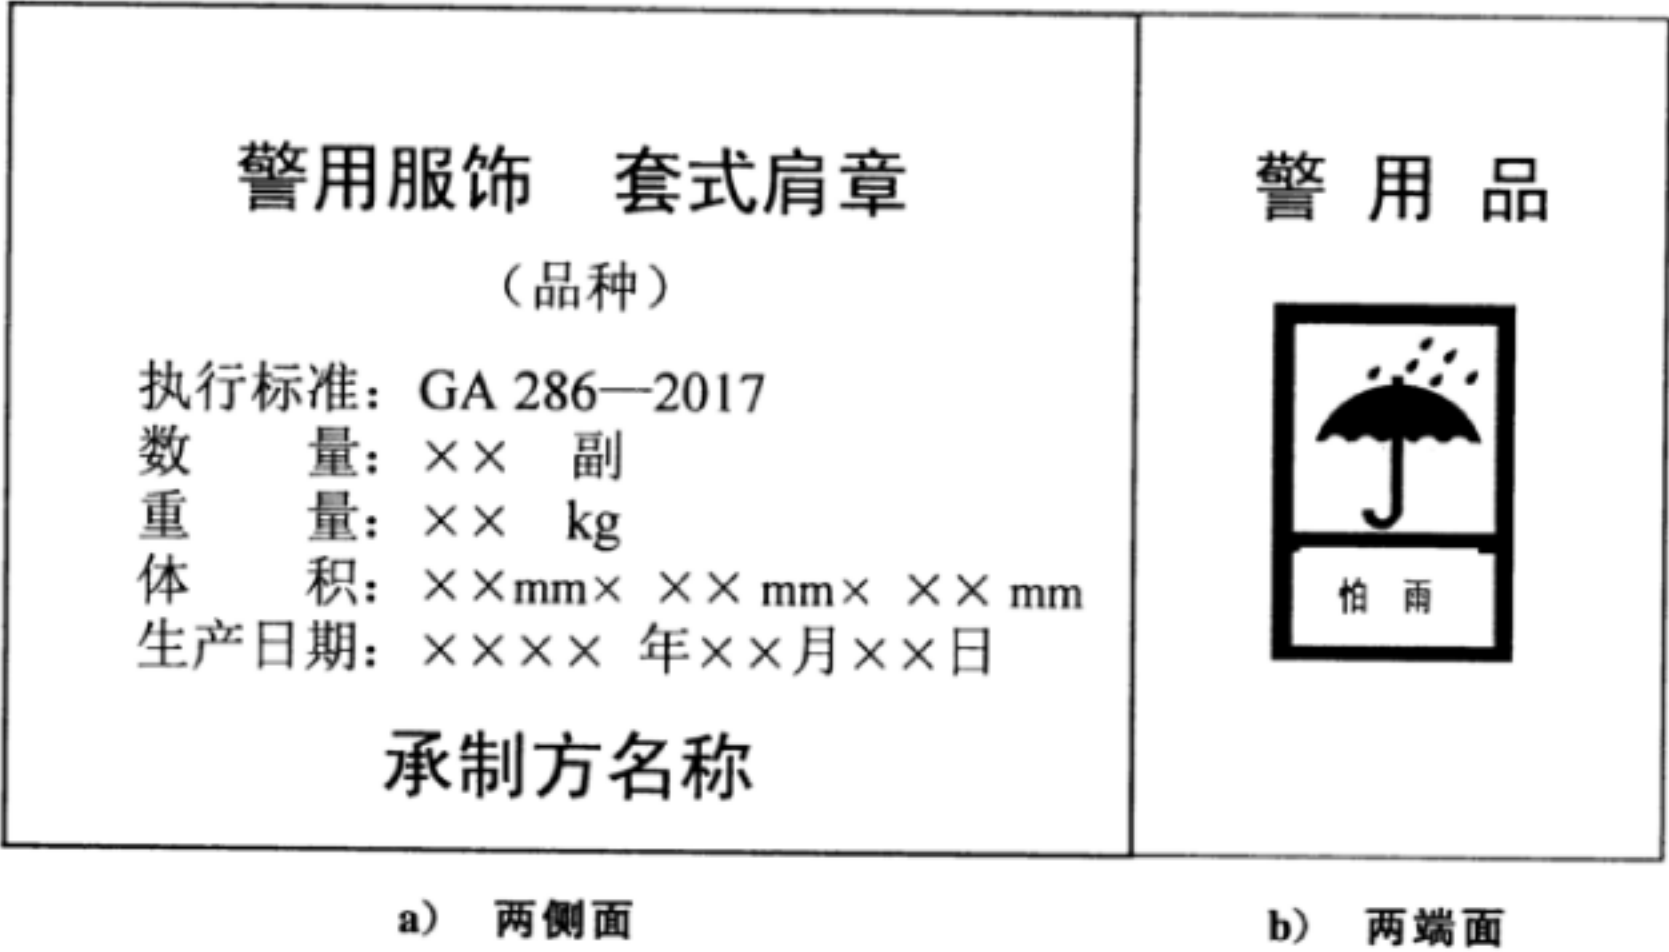 警用服饰　套式肩章
（品种）
执行标准：GA 286—2017
数　　量：××　副
重　　量：××　kg
体　　积：××mm× ××mm× ××mm
生产日期：××××年××月××日
承制方名称
a)　两侧面
警 用 品
怕 雨
b)　两端面